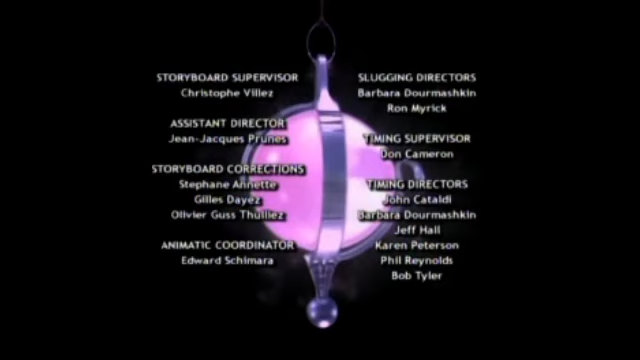 STORYBOARD SUPERVISOR
Christophe Villez
ASSISTANT DIRECTOR
Jean-Jacques Prunes
STORYBOARD CORRECTIONS
Stephane Annette
Gilles Dayez
Olivier Guss Thulliez
ANIMATIC COORDINATOR
Edward Schimara
SLUGGING DIRECTORS
Barbara Dourmashkin
Ron Myrick
TIMING SUPERVISOR
Don Cameron
TIMING DIRECTORS
John Cataldi
Barbara Dourmashkin
Jeff Hall
Karen Peterson
Phil Reynolds
Bob Tyler